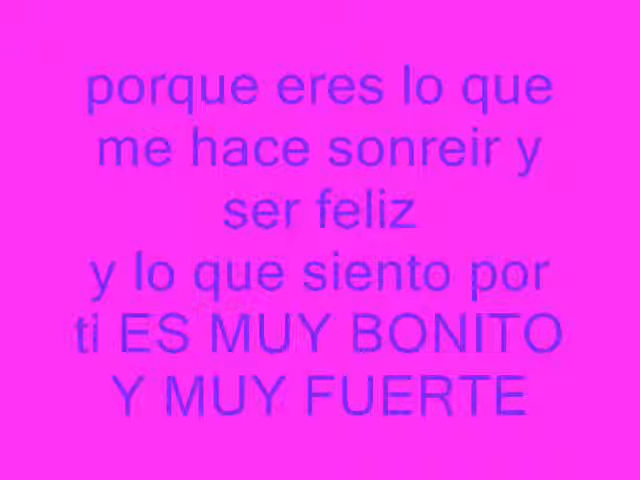 porque eres lo que
me hace sonreir y
ser feliz
y lo que siento por
ti ES MUY BONITO
Y MUY FUERTE